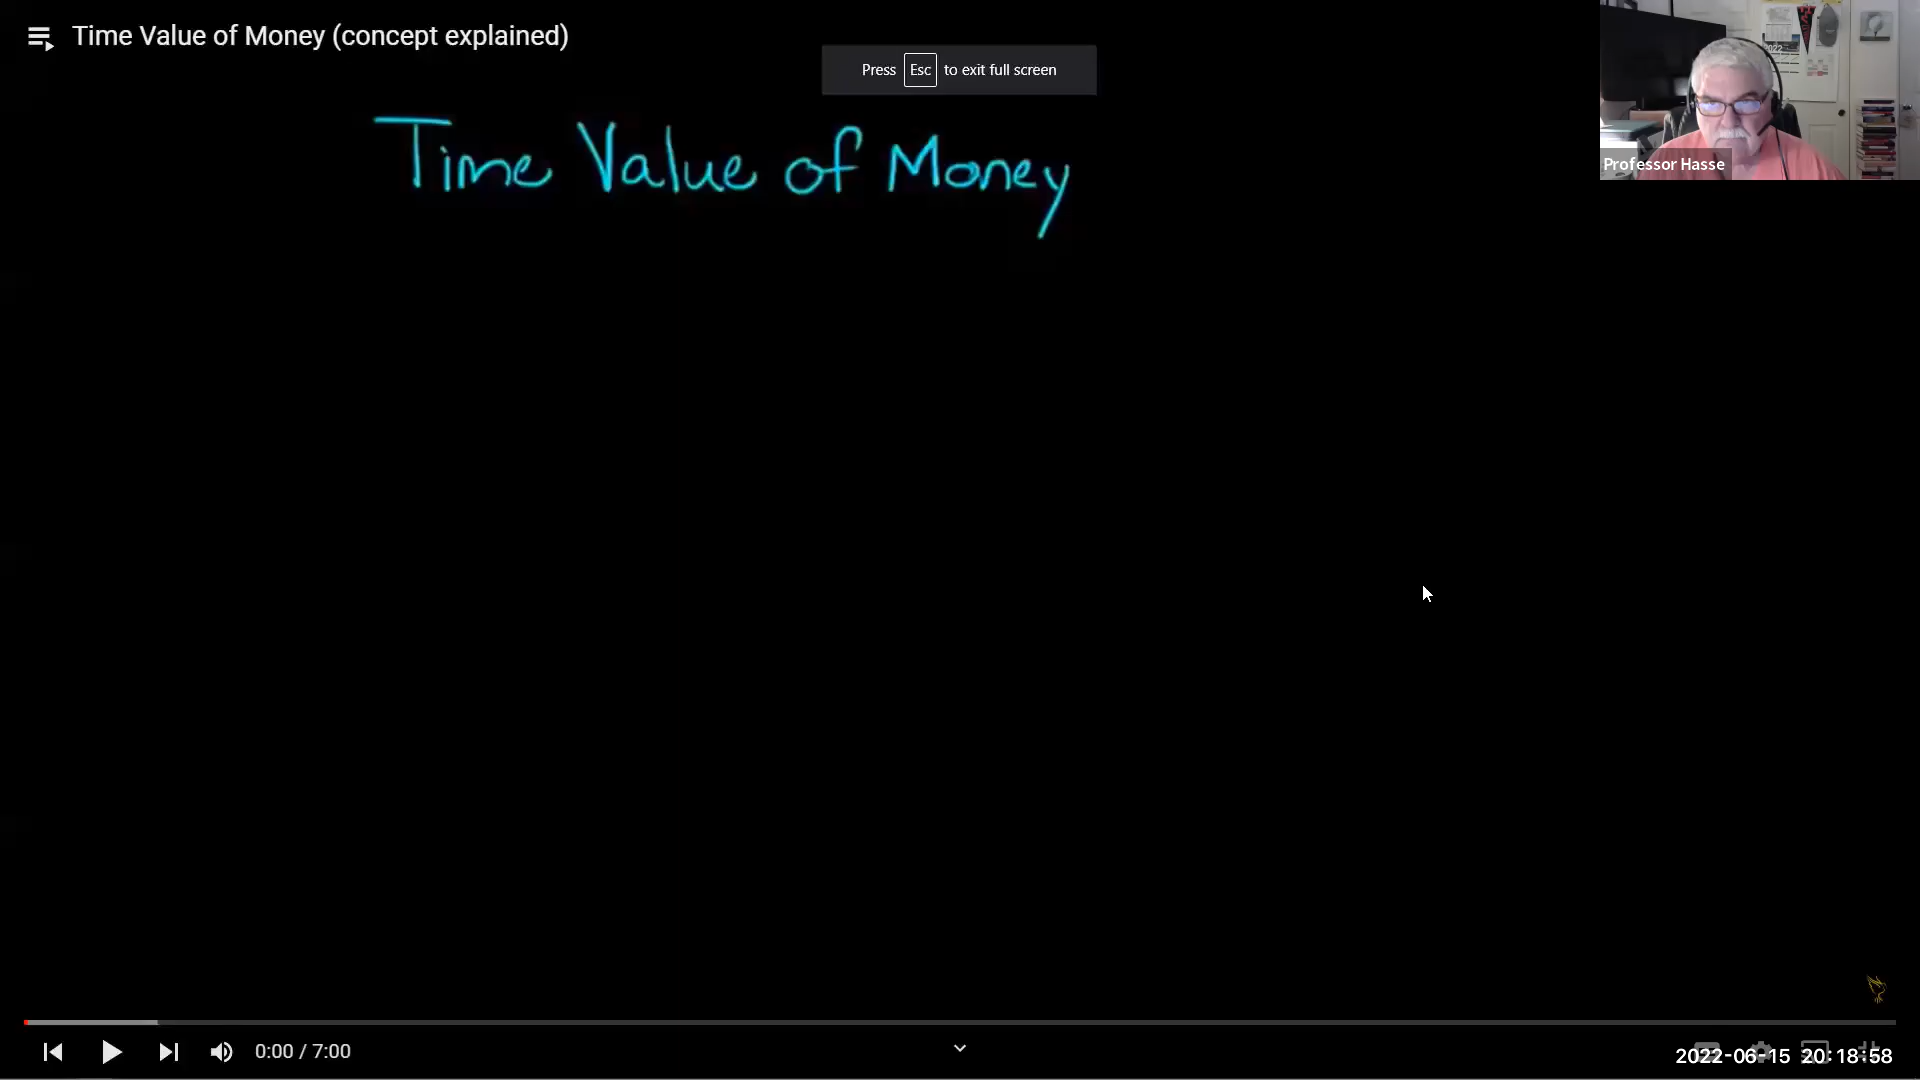 Time Value of Money (concept explained)
Press Esc to exit full screen
Time Value of Money
2022
Professor Hasse
0:00 / 7:00
2022-06-15 20:18:58